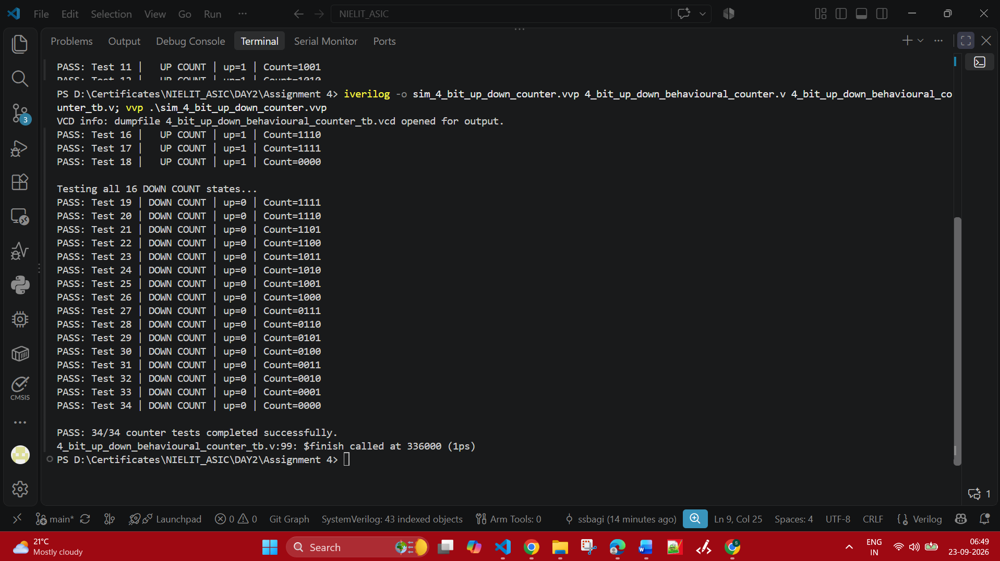 File Edit Selection View Go Run ··· NIELIT_ASIC
Problems Output Debug Console Terminal Serial Monitor Ports
PASS: Test 11 |   UP COUNT | up=1 | Count=1001
PASS: Test 12 |   UP COUNT | up=1 | Count=1010
PS D:\Certificates\NIELIT_ASIC\DAY2\Assignment 4> iverilog -o sim_4_bit_up_down_counter.vvp 4_bit_up_down_behavioural_counter.v 4_bit_up_down_behavioural_co
unter_tb.v; vvp .\sim_4_bit_up_down_counter.vvp
VCD info: dumpfile 4_bit_up_down_behavioural_counter_tb.vcd opened for output.
PASS: Test 16 |   UP COUNT | up=1 | Count=1110
PASS: Test 17 |   UP COUNT | up=1 | Count=1111
PASS: Test 18 |   UP COUNT | up=1 | Count=0000
Testing all 16 DOWN COUNT states...
PASS: Test 19 | DOWN COUNT | up=0 | Count=1111
PASS: Test 20 | DOWN COUNT | up=0 | Count=1110
PASS: Test 21 | DOWN COUNT | up=0 | Count=1101
PASS: Test 22 | DOWN COUNT | up=0 | Count=1100
PASS: Test 23 | DOWN COUNT | up=0 | Count=1011
PASS: Test 24 | DOWN COUNT | up=0 | Count=1010
PASS: Test 25 | DOWN COUNT | up=0 | Count=1001
PASS: Test 26 | DOWN COUNT | up=0 | Count=1000
PASS: Test 27 | DOWN COUNT | up=0 | Count=0111
PASS: Test 28 | DOWN COUNT | up=0 | Count=0110
PASS: Test 29 | DOWN COUNT | up=0 | Count=0101
PASS: Test 30 | DOWN COUNT | up=0 | Count=0100
PASS: Test 31 | DOWN COUNT | up=0 | Count=0011
PASS: Test 32 | DOWN COUNT | up=0 | Count=0010
PASS: Test 33 | DOWN COUNT | up=0 | Count=0001
PASS: Test 34 | DOWN COUNT | up=0 | Count=0000
PASS: 34/34 counter tests completed successfully.
4_bit_up_down_behavioural_counter_tb.v:99: $finish called at 336000 (1ps)
PS D:\Certificates\NIELIT_ASIC\DAY2\Assignment 4>
3
CMSIS
1
main* Launchpad 0 0 Git Graph SystemVerilog: 43 indexed objects Arm Tools: 0 ssbagi (14 minutes ago) Ln 9, Col 25 Spaces: 4 UTF-8 CRLF Verilog
21°C
Mostly cloudy
Search
ENG
IN
06:49
23-09-2026